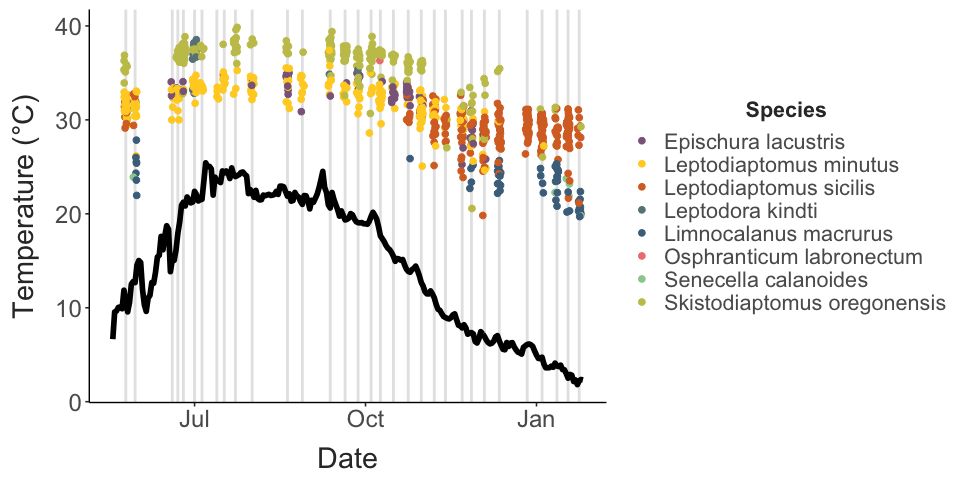 40
30
20
10
0
Temperature (°C)
Jul
Oct
Jan
Date
Species
Epischura lacustris
Leptodiaptomus minutus
Leptodiaptomus sicilis
Leptodora kindti
Limnocalanus macrurus
Osphranticum labronectum
Senecella calanoides
Skistodiaptomus oregonensis